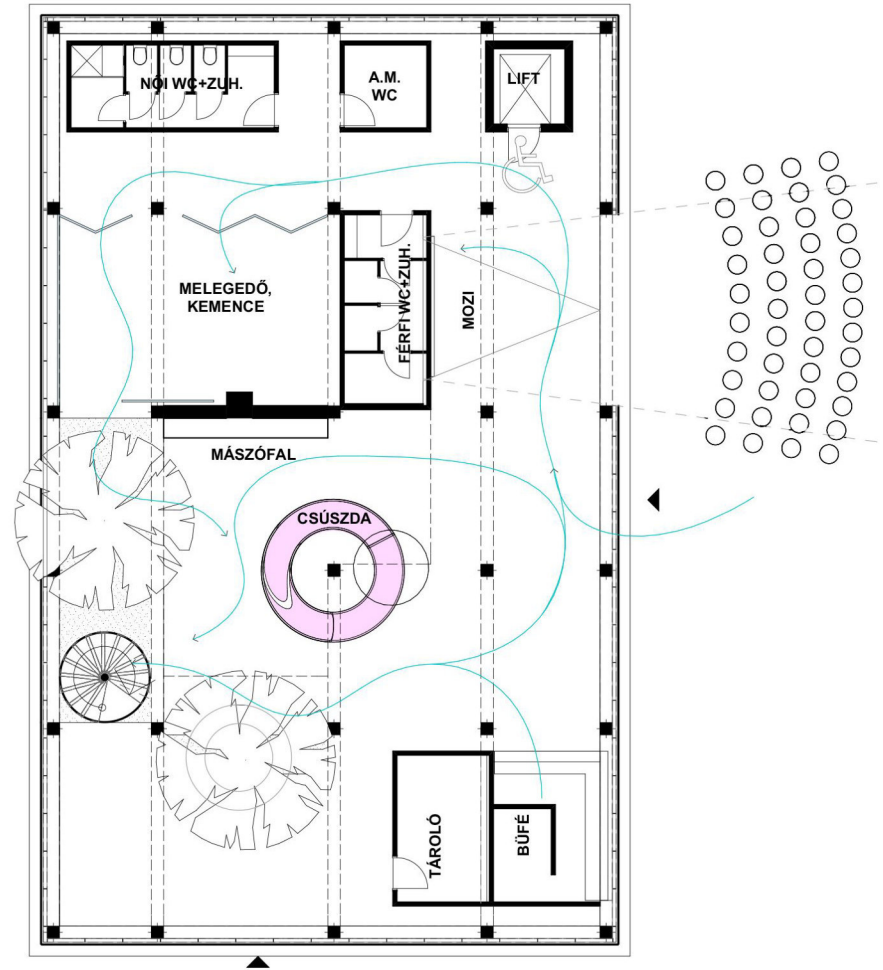 NŐI WC+ZUH.
A.M.
WC
LIFT
MELEGEDŐ,
KEMENCE
FÉRFI WC+ZUH.
MOZI
MÁSZÓFAL
CSÚSZDA
TÁROLÓ
BÜFÉ